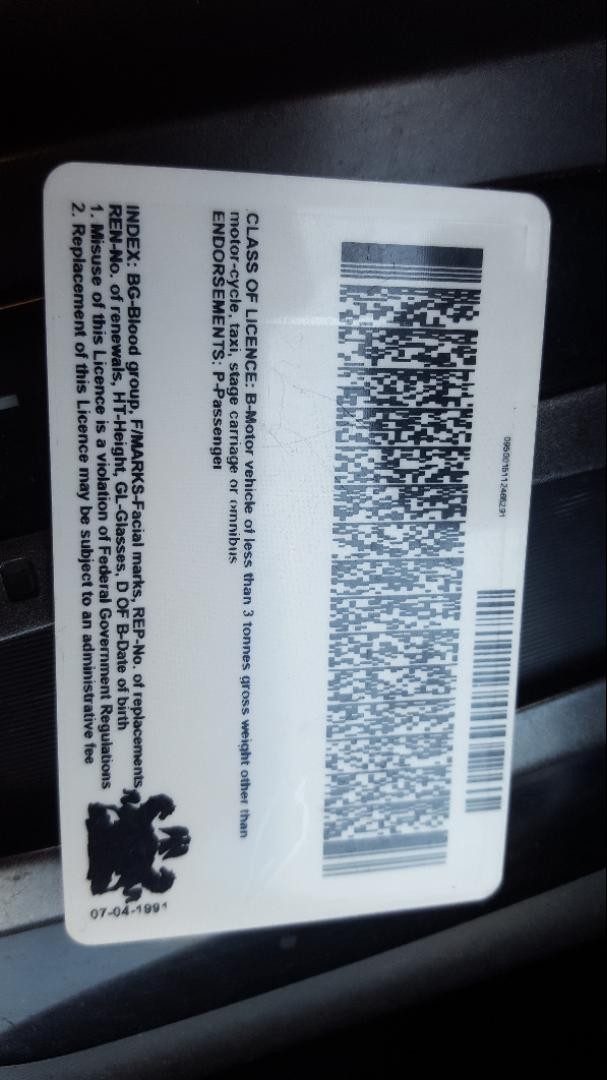 0950015112486291
CLASS OF LICENCE: B-Motor vehicle of less than 3 tonnes gross weight other than
motor-cycle, taxi, stage carriage or omnibus
ENDORSEMENTS: P-Passenger
INDEX: BG-Blood group, F/MARKS-Facial marks, REP-No. of replacements
REN-No. of renewals, HT-Height, GL-Glasses, D OF B-Date of birth
1. Misuse of this Licence is a violation of Federal Government Regulations
2. Replacement of this Licence may be subject to an administrative fee
07-04-1991